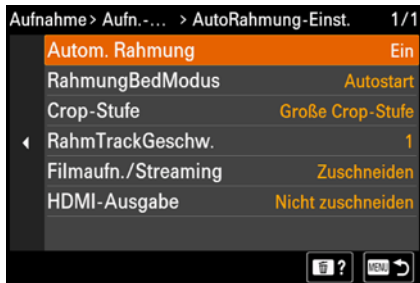 Aufnahme > Aufn.-... > AutoRahmung-Einst. 1/1
Autom. Rahmung Ein
RahmungBedModus Autostart
Crop-Stufe Große Crop-Stufe
RahmTrackGeschw. 1
Filmaufn./Streaming Zuschneiden
HDMI-Ausgabe Nicht zuschneiden
? MENU